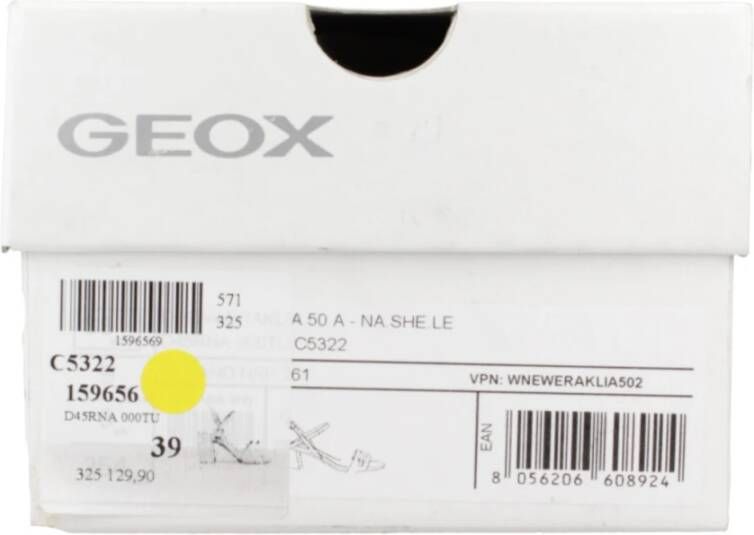 GEOX
571
325
1596569
C5322
159656
D45RNA 000TU
39
325 129,90
A 50 A - NA.SHE.LE
C5322
.61
VPN: WNEWERAKLIA502
EAN
8 056206 608924